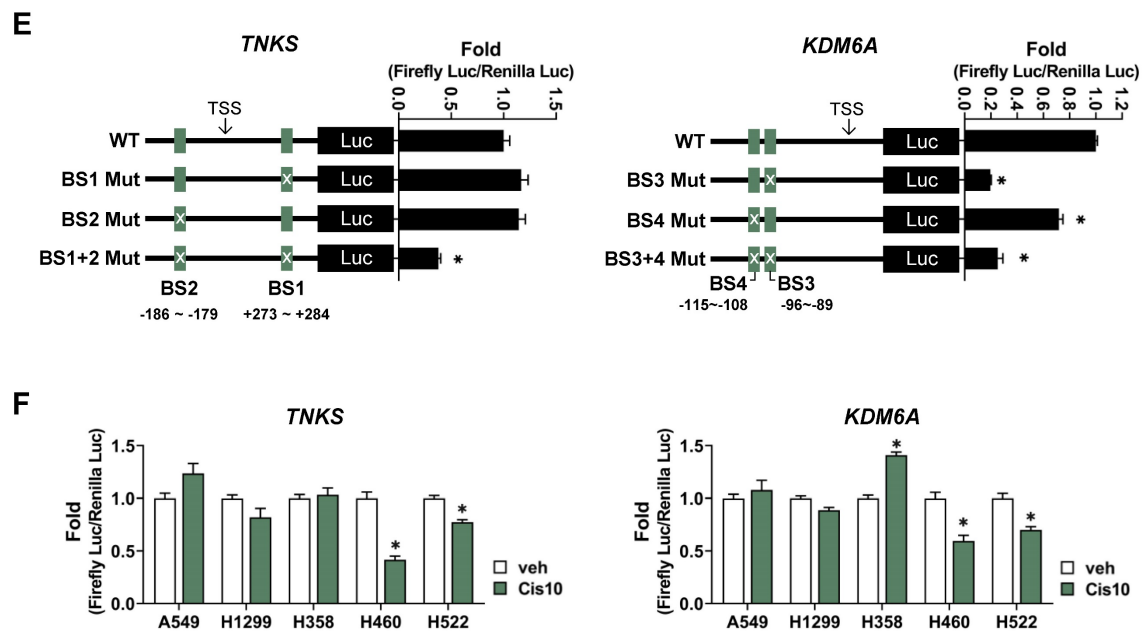 E
TNKS
Fold
(Firefly Luc/Renilla Luc)
0.0 0.5 1.0 1.5
TSS
WT Luc
BS1 Mut X Luc
BS2 Mut X Luc
BS1+2 Mut X X Luc *
BS2 BS1
-186 ~ -179 +273 ~ +284
KDM6A
Fold
(Firefly Luc/Renilla Luc)
0.0 0.2 0.4 0.6 0.8 1.0 1.2
TSS
WT Luc
BS3 Mut X Luc *
BS4 Mut X Luc *
BS3+4 Mut X X Luc *
BS4 BS3
-115~-108 -96~-89
F
TNKS
Fold
(Firefly Luc/Renilla Luc)
1.5
1.0
0.5
0.0
* *
A549 H1299 H358 H460 H522
veh
Cis10
KDM6A
Fold
(Firefly Luc/Renilla Luc)
1.5
1.0
0.5
0.0
* * *
A549 H1299 H358 H460 H522
veh
Cis10